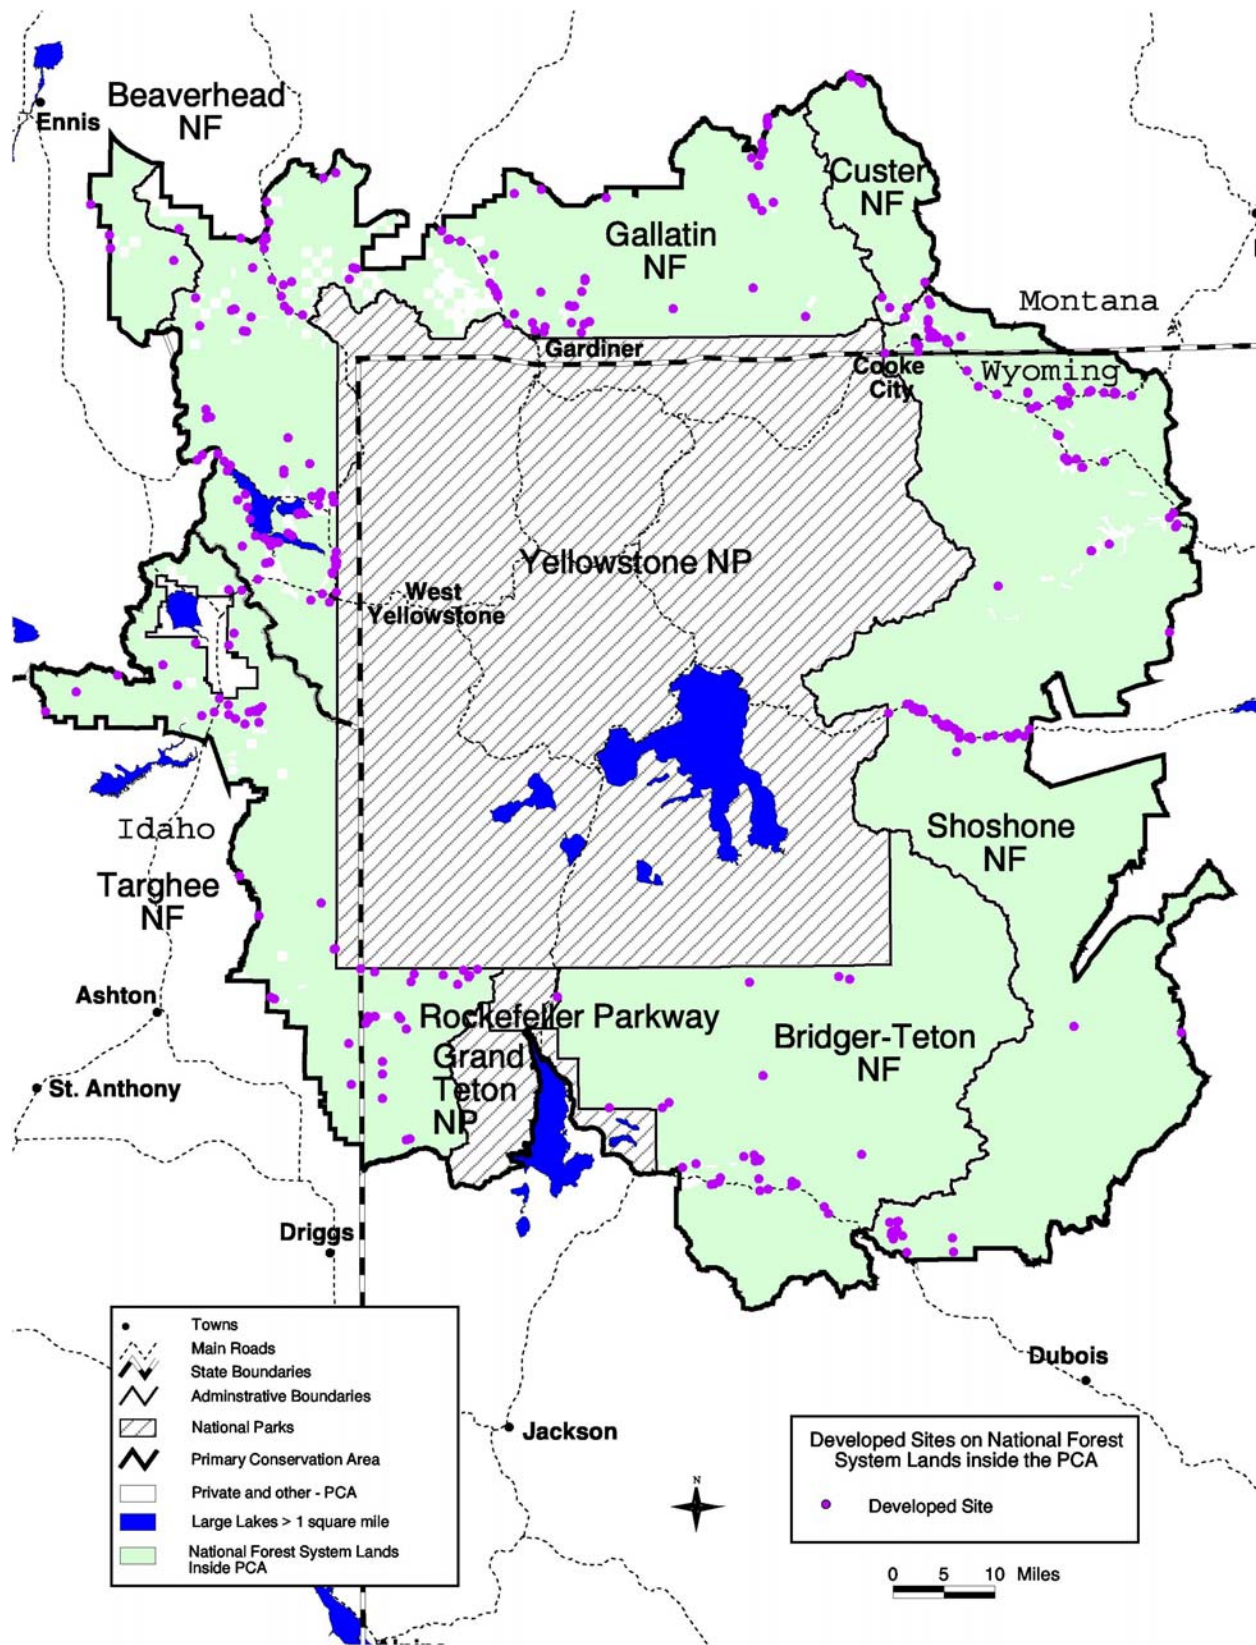 Beaverhead
NF
Ennis
Custer
NF
Gallatin
NF
Montana
Gardiner
Cooke
City
Wyoming
Yellowstone NP
West
Yellowstone
Idaho
Shoshone
NF
Targhee
NF
Ashton
Rockefeller Parkway
Bridger-Teton
NF
Grand
Teton
NP
St. Anthony
Driggs
Dubois
Jackson
Towns
Main Roads
State Boundaries
Adminstrative Boundaries
National Parks
Primary Conservation Area
Private and other - PCA
Large Lakes > 1 square mile
National Forest System Lands
Inside PCA
N
Developed Sites on National Forest
System Lands inside the PCA
Developed Site
0 5 10 Miles